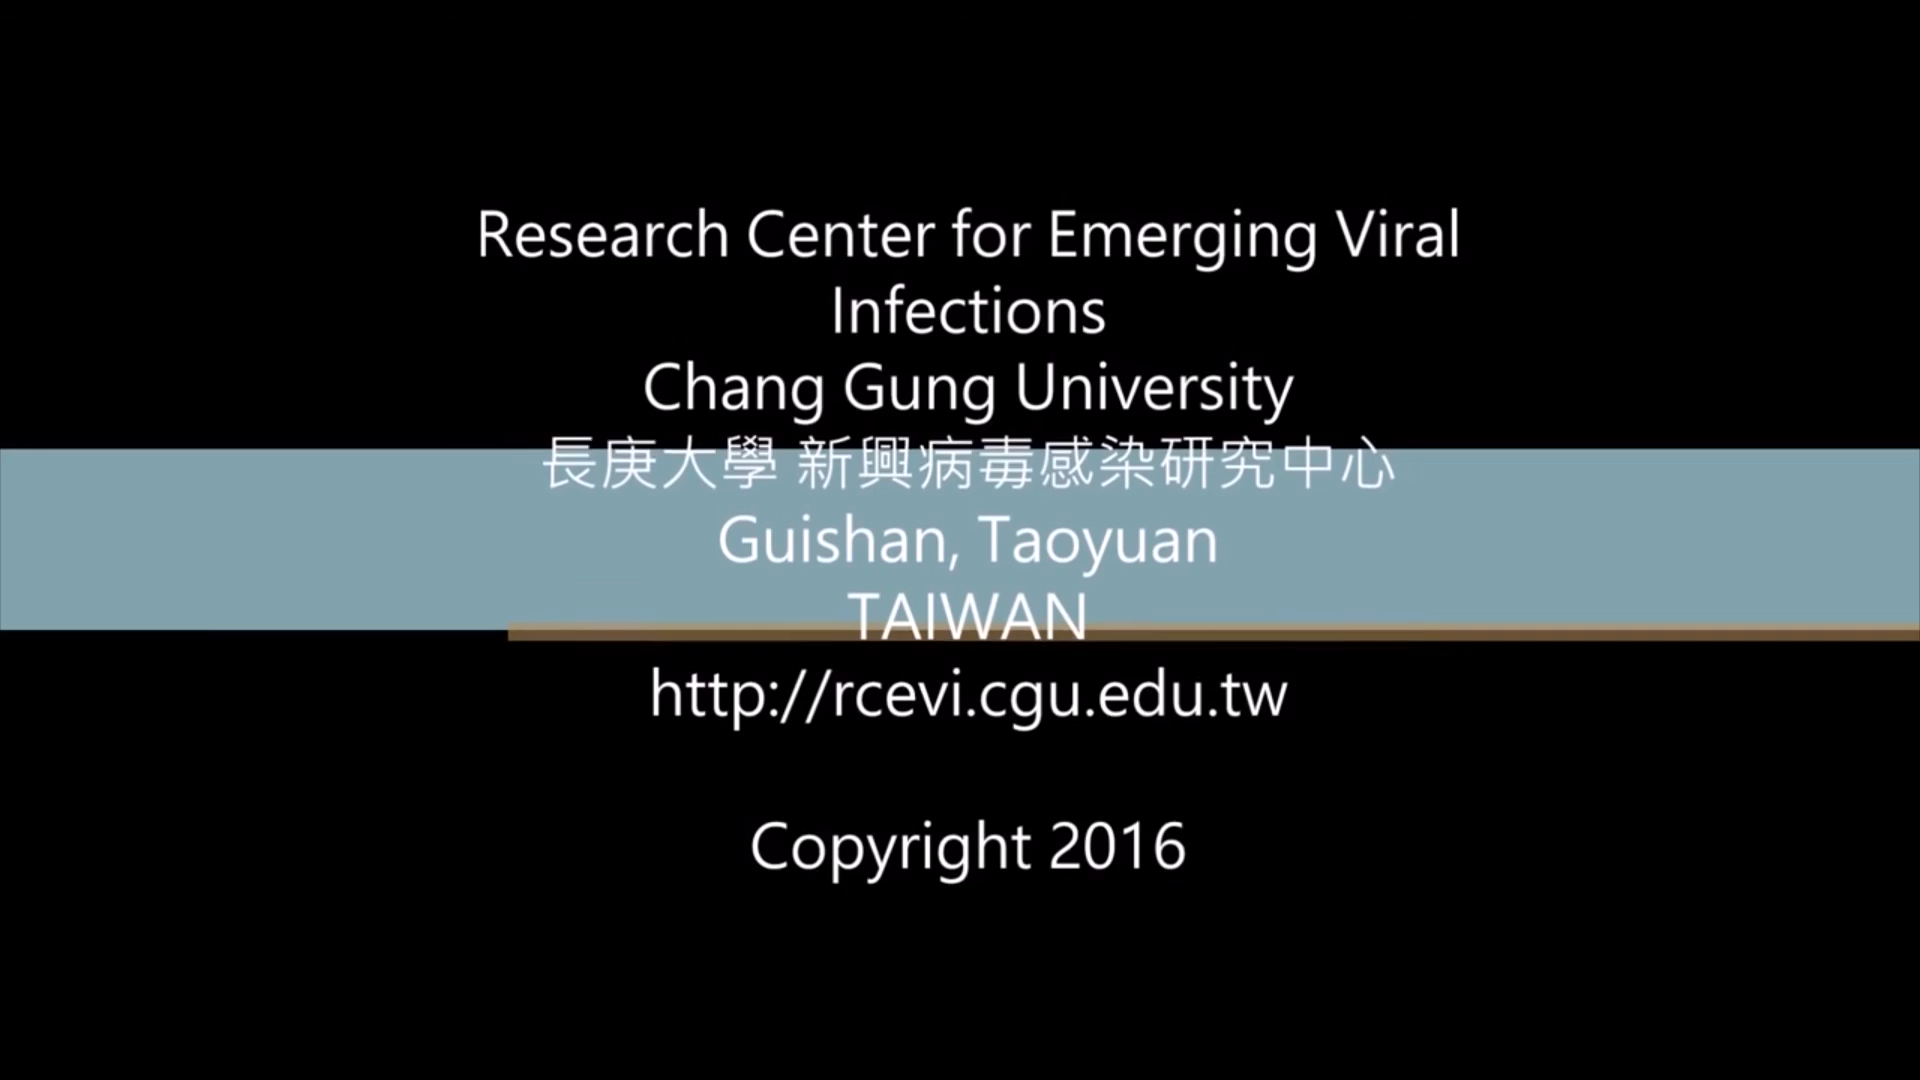 Research Center for Emerging Viral
Infections
Chang Gung University
長庚大學 新興病毒感染研究中心
Guishan, Taoyuan
TAIWAN
http://rcevi.cgu.edu.tw
Copyright 2016